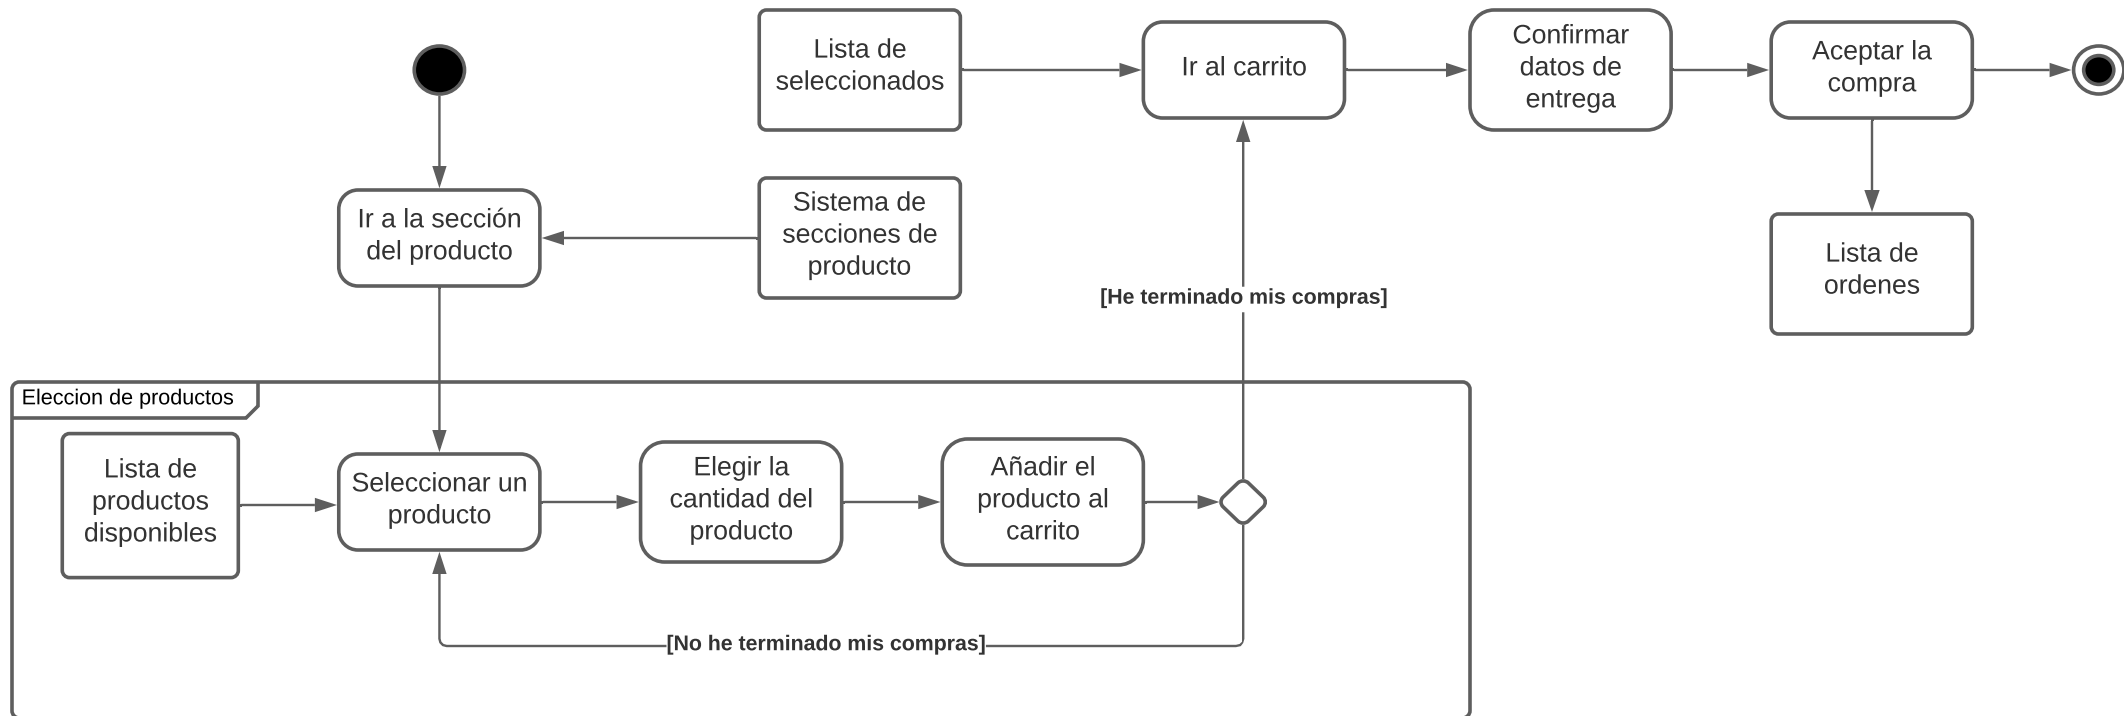 Lista de
seleccionados
Ir al carrito
Confirmar
datos de
entrega
Aceptar la
compra
Ir a la sección
del producto
Sistema de
secciones de
producto
Lista de
ordenes
[He terminado mis compras]
Eleccion de productos
Lista de
productos
disponibles
Seleccionar un
producto
Elegir la
cantidad del
producto
Añadir el
producto al
carrito
[No he terminado mis compras]